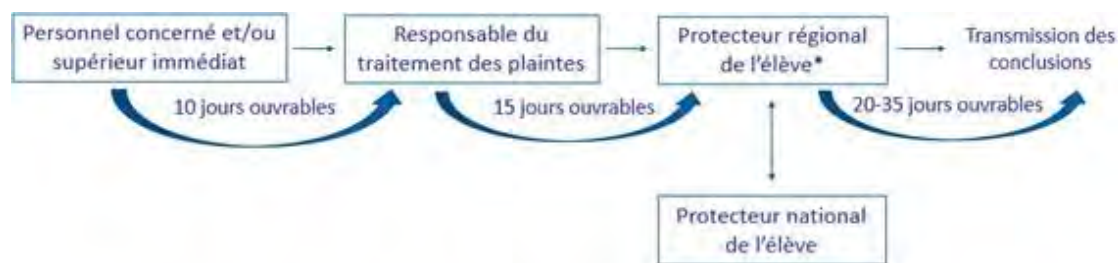 Personnel concerné et/ou
supérieur immédiat
Responsable du
traitement des plaintes
Protecteur régional
de l'élève*
Transmission des
conclusions
10 jours ouvrables
15 jours ouvrables
20-35 jours ouvrables
Protecteur national
de l'élève